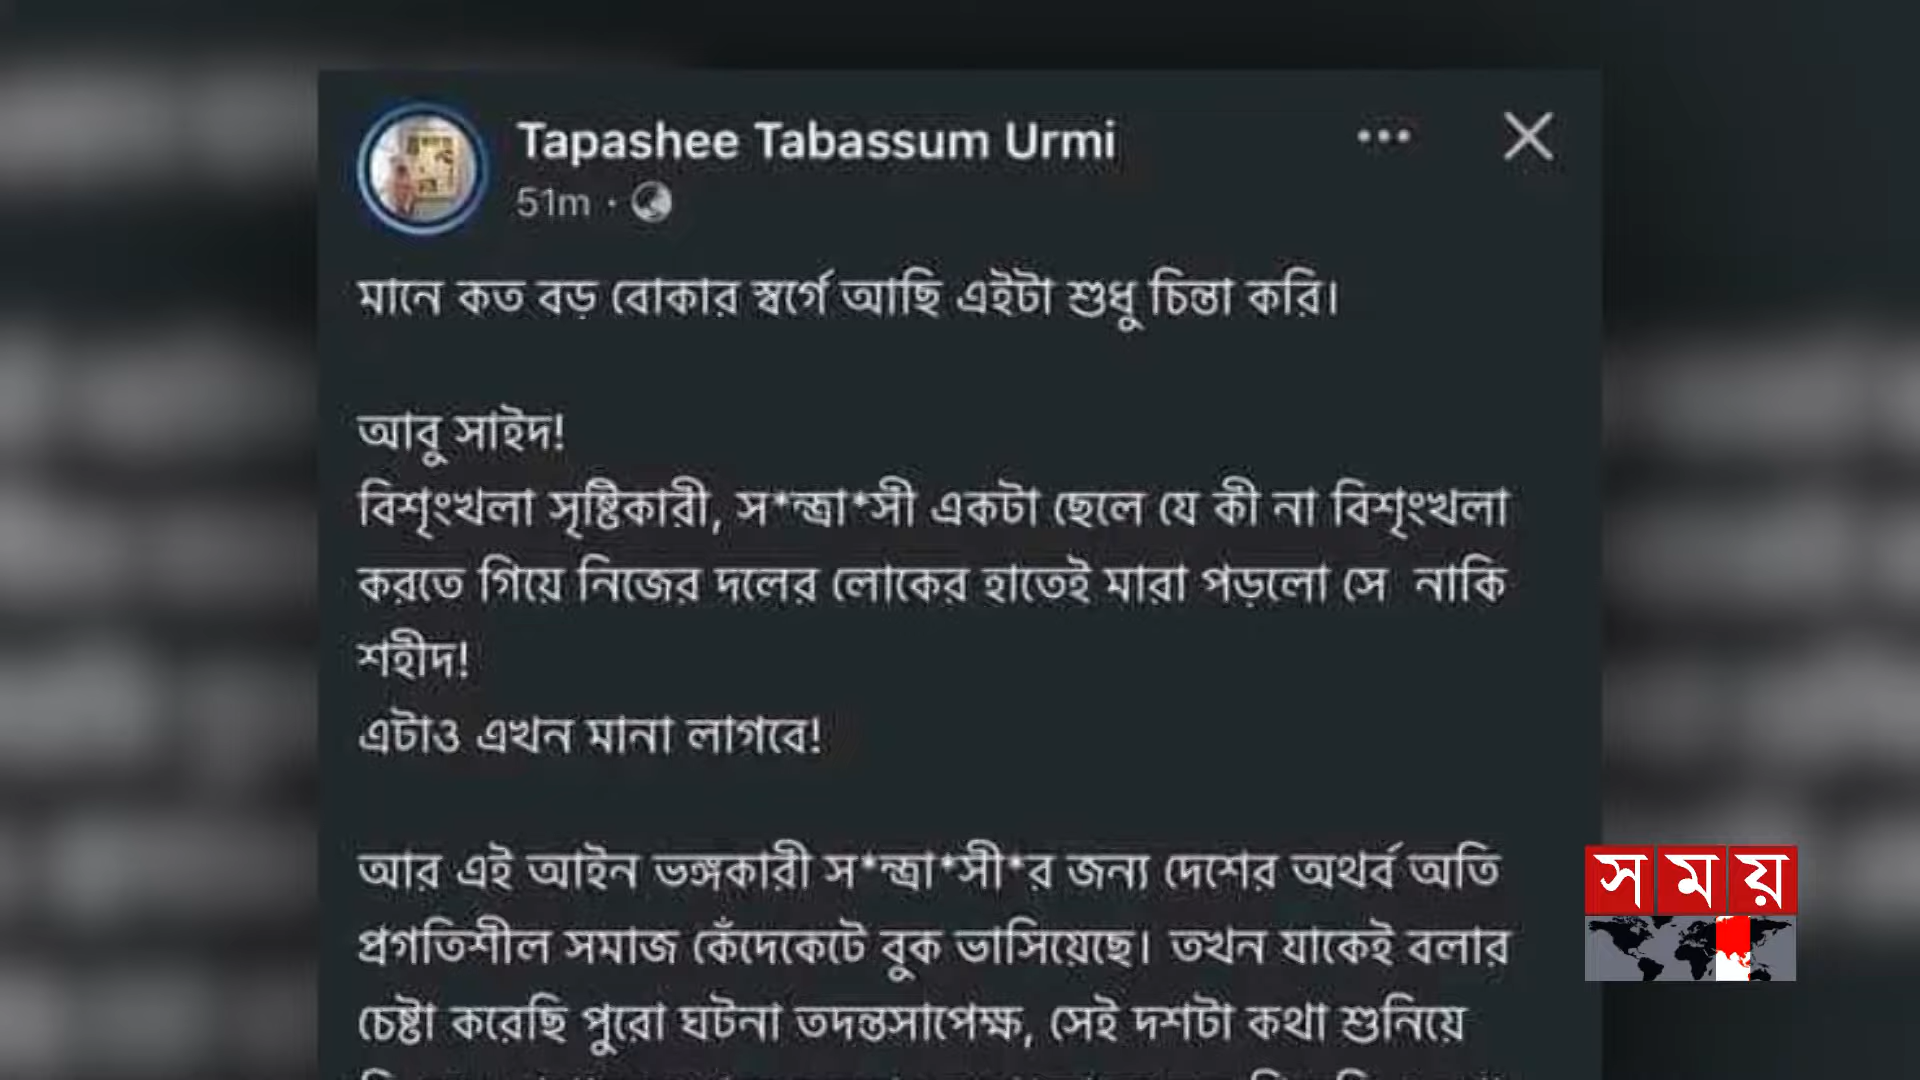 Tapashee Tabassum Urmi
51m ·
মানে কত বড় বোকার স্বর্গে আছি এইটা শুধু চিন্তা করি।
আবু সাইদ!
বিশৃংখলা সৃষ্টিকারী, স*ন্ত্রা*সী একটা ছেলে যে কী না বিশৃংখলা
করতে গিয়ে নিজের দলের লোকের হাতেই মারা পড়লো সে নাকি
শহীদ!
এটাও এখন মানা লাগবে!
আর এই আইন ভঙ্গকারী স*ন্ত্রা*সী*র জন্য দেশের অথর্ব অতি
প্রগতিশীল সমাজ কেঁদেকেটে বুক ভাসিয়েছে। তখন যাকেই বলার
চেষ্টা করেছি পুরো ঘটনা তদন্তসাপেক্ষ, সেই দশটা কথা শুনিয়ে
সময়